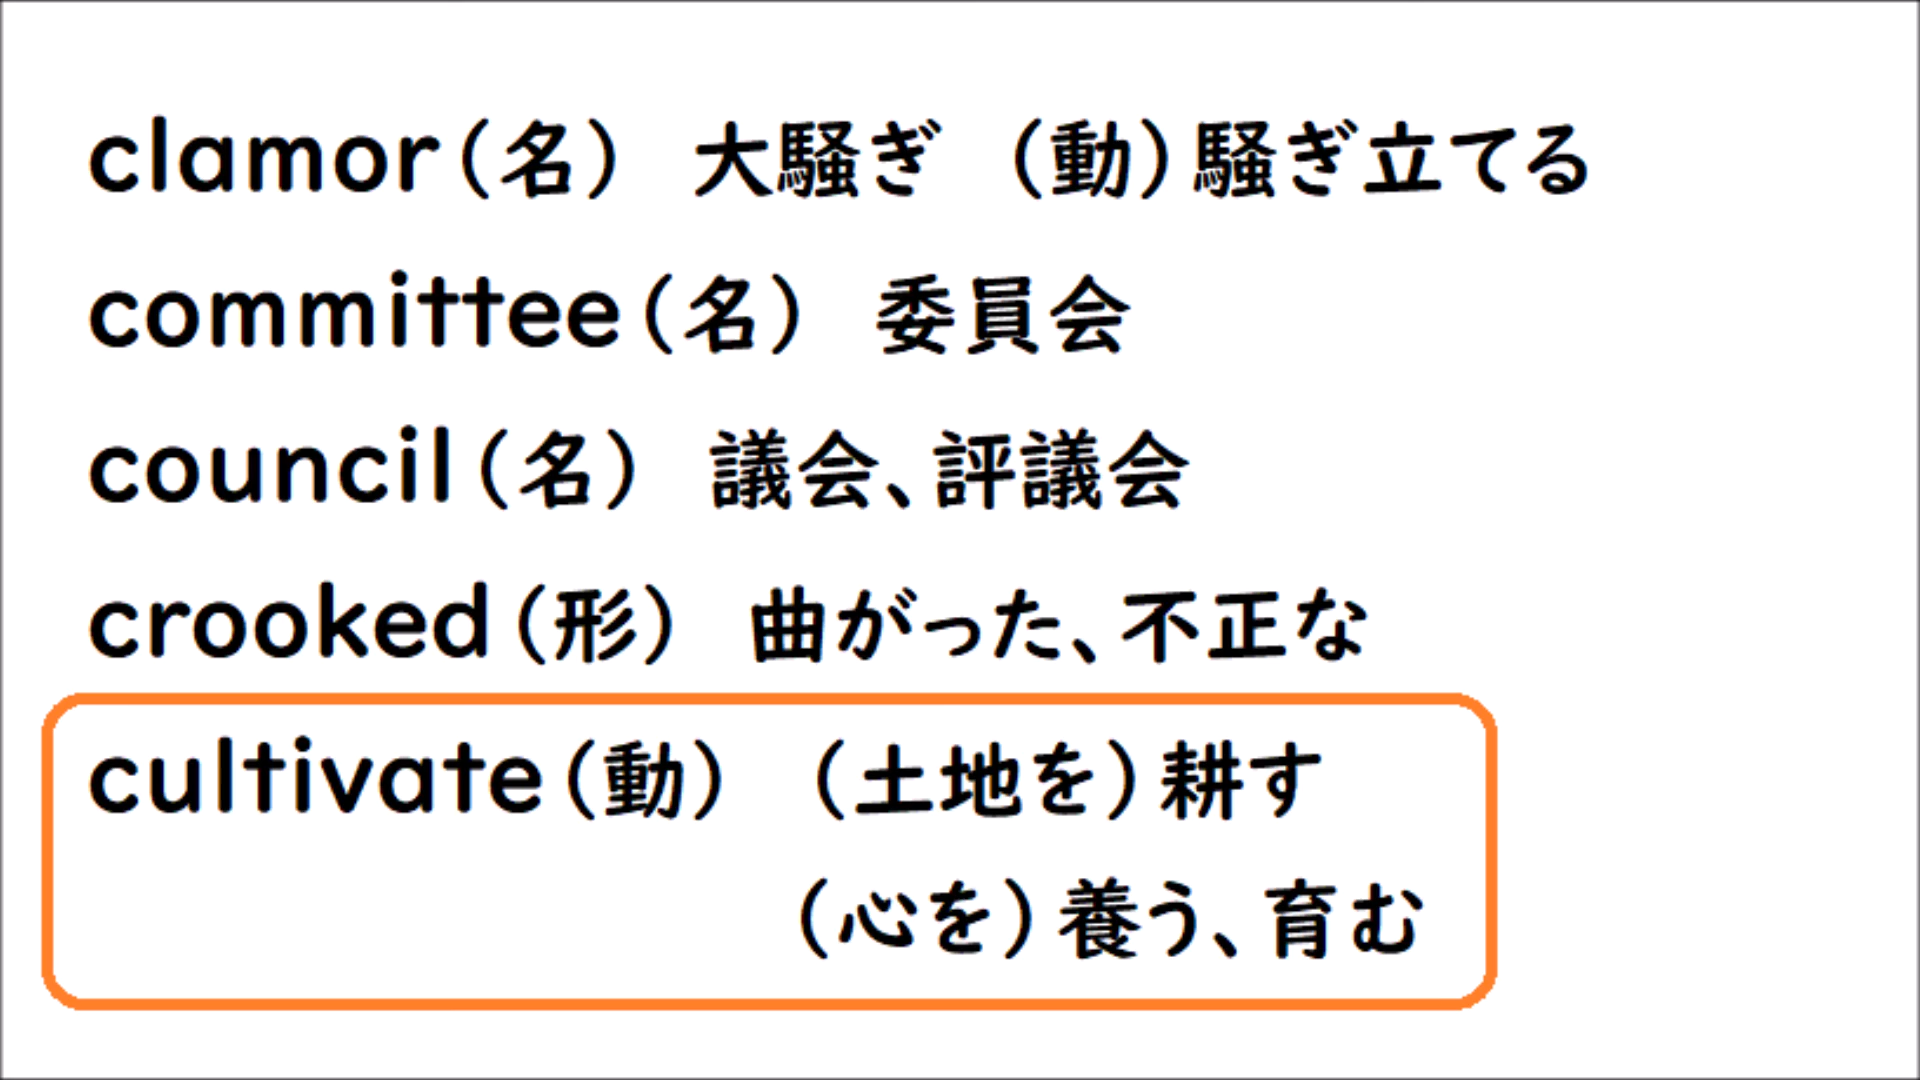 clamor(名) 大騒ぎ (動)騒ぎ立てる
committee(名) 委員会
council(名) 議会、評議会
crooked(形) 曲がった、不正な
cultivate(動) (土地を)耕す
(心を)養う、育む